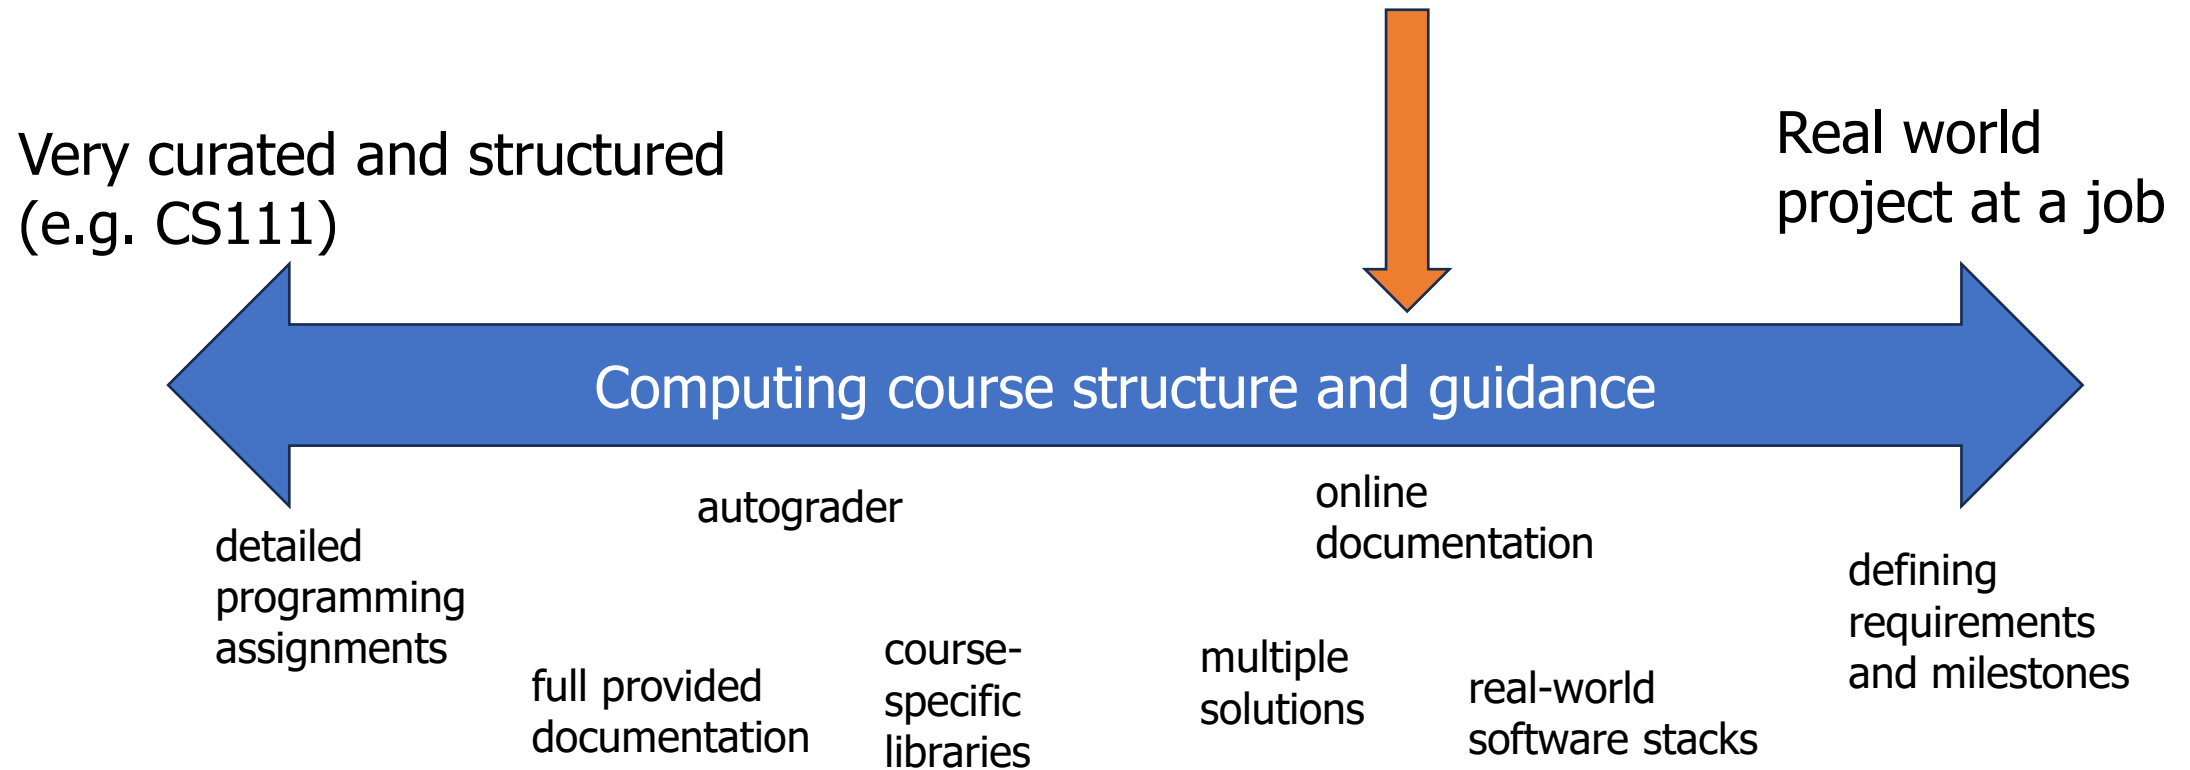 Very curated and structured
(e.g. CS111)
Real world
project at a job
Computing course structure and guidance
detailed
programming
assignments
full provided
documentation
autograder
course-
specific
libraries
multiple
solutions
online
documentation
real-world
software stacks
defining
requirements
and milestones